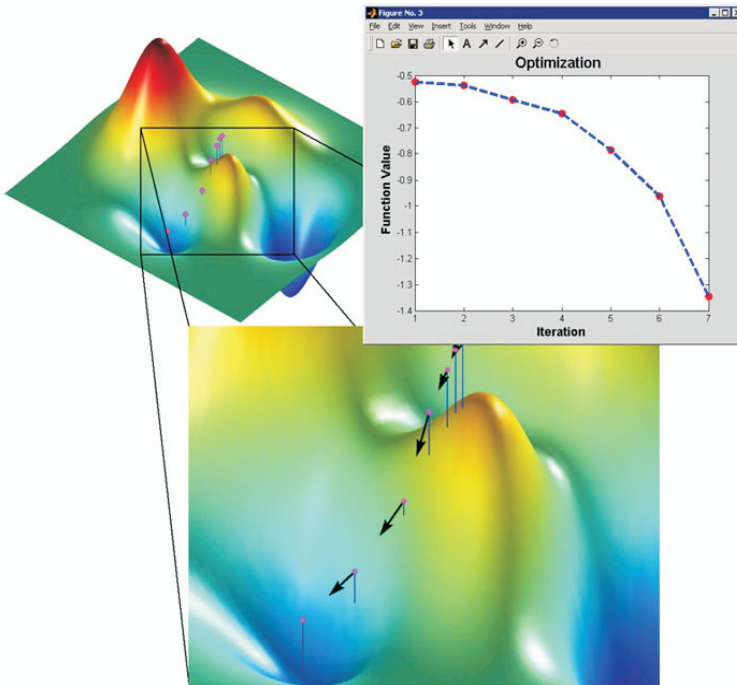 Figure No. 3
File Edit View Insert Tools Window Help
A
Optimization
Function Value
-0.5
-0.6
-0.7
-0.8
-0.9
-1
-1.1
-1.2
-1.3
-1.4
1 2 3 4 5 6 7
Iteration